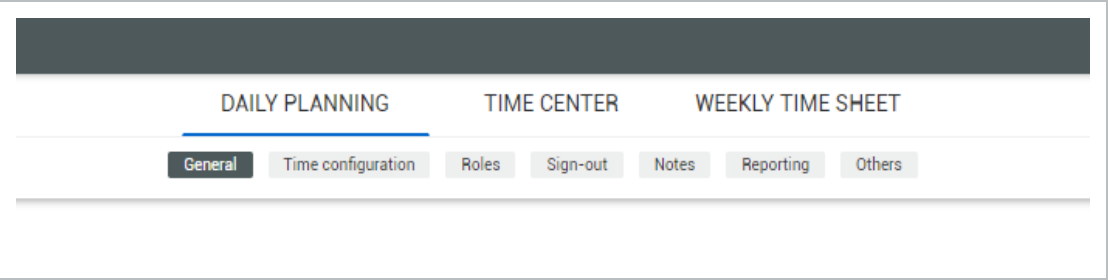 DAILY PLANNING TIME CENTER WEEKLY TIME SHEET
General Time configuration Roles Sign-out Notes Reporting Others